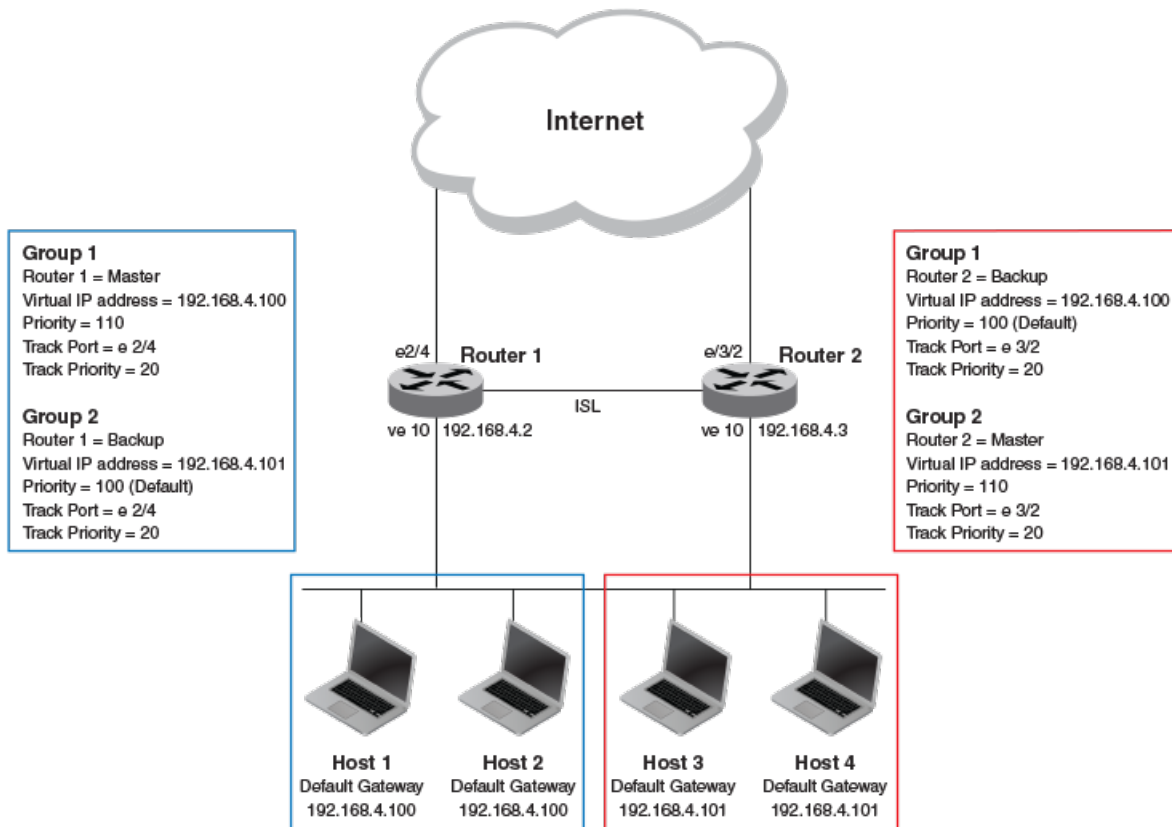 Internet
Group 1
Router 1 = Master
Virtual IP address = 192.168.4.100
Priority = 110
Track Port = e 2/4
Track Priority = 20
Group 2
Router 1 = Backup
Virtual IP address = 192.168.4.101
Priority = 100 (Default)
Track Port = e 2/4
Track Priority = 20
Group 1
Router 2 = Backup
Virtual IP address = 192.168.4.100
Priority = 100 (Default)
Track Port = e 3/2
Track Priority = 20
Group 2
Router 2 = Master
Virtual IP address = 192.168.4.101
Priority = 110
Track Port = e 3/2
Track Priority = 20
e2/4
Router 1
e/3/2
Router 2
ISL
ve 10
192.168.4.2
ve 10
192.168.4.3
Host 1
Default Gateway
192.168.4.100
Host 2
Default Gateway
192.168.4.100
Host 3
Default Gateway
192.168.4.101
Host 4
Default Gateway
192.168.4.101